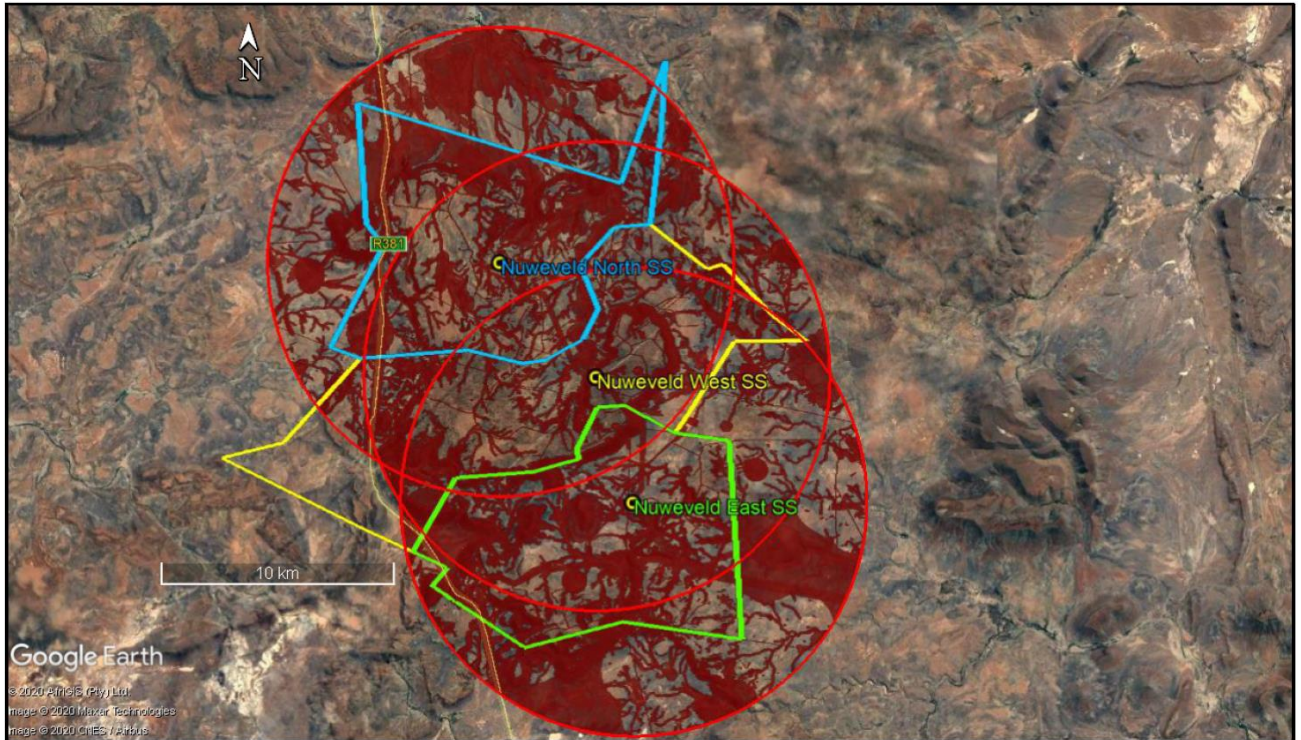 N
R381
Nuweveld North SS
Nuweveld West SS
Nuweveld East SS
10 km
Google Earth
© 2020 AfriGIS (Pty) Ltd.
Image © 2020 Maxar Technologies
Image © 2020 CNES / Airbus